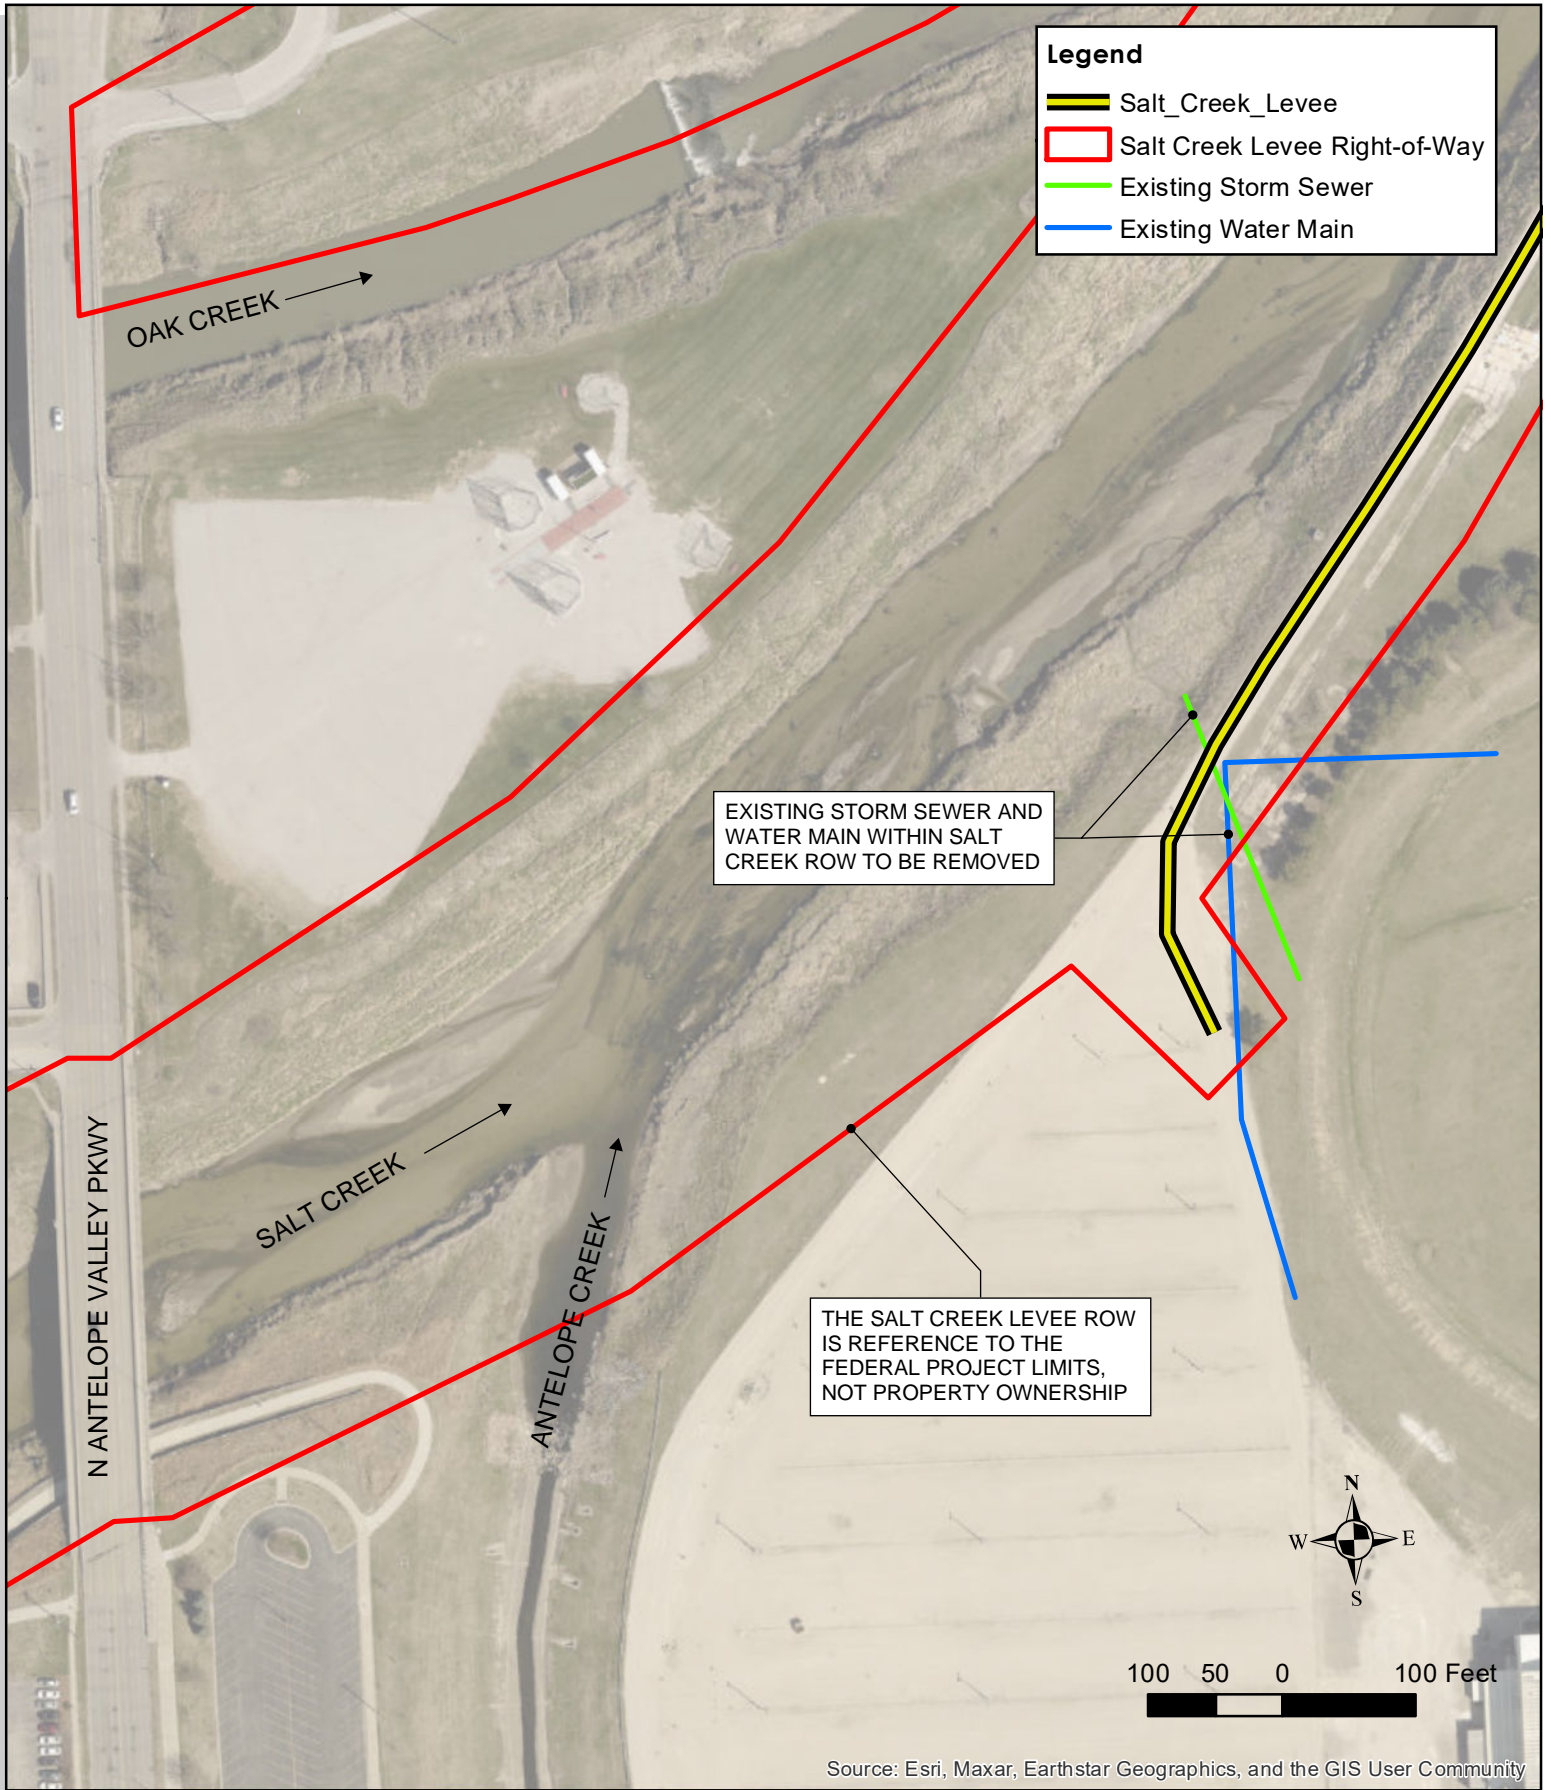 Legend
Salt_Creek_Levee
Salt Creek Levee Right-of-Way
Existing Storm Sewer
Existing Water Main
OAK CREEK
EXISTING STORM SEWER AND
WATER MAIN WITHIN SALT
CREEK ROW TO BE REMOVED
N ANTELOPE VALLEY PKWY
SALT CREEK
ANTELOPE CREEK
THE SALT CREEK LEVEE ROW
IS REFERENCE TO THE
FEDERAL PROJECT LIMITS,
NOT PROPERTY OWNERSHIP
N
W E
S
100 50 0 100 Feet
Source: Esri, Maxar, Earthstar Geographics, and the GIS User Community